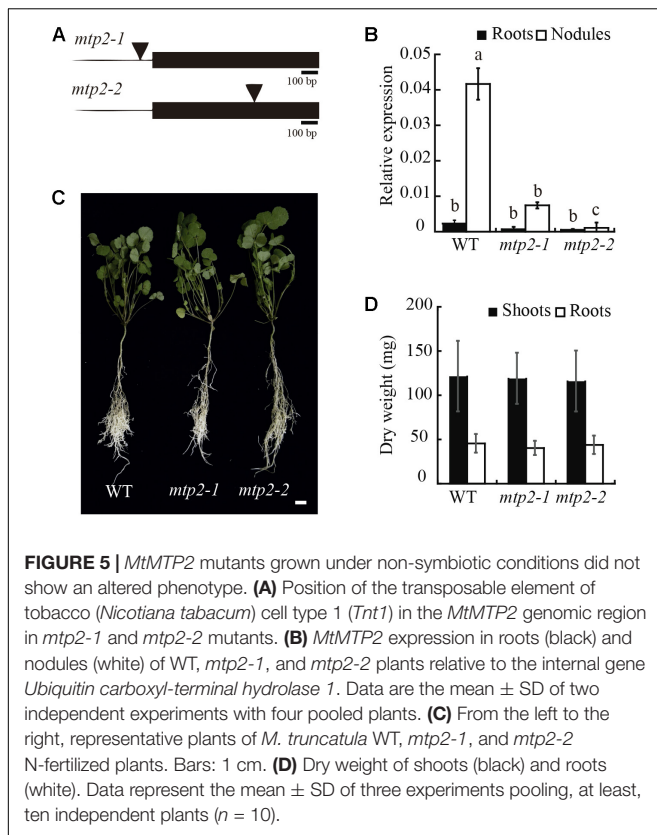 A
mtp2-1
100 bp
mtp2-2
100 bp
B
Roots Nodules
Relative expression
0.05
0.04
0.03
0.02
0.01
0
b
a
b
b
b
c
WT
mtp2-1
mtp2-2
C
WT
mtp2-1
mtp2-2
D
Shoots Roots
Dry weight (mg)
200
150
100
50
0
WT
mtp2-1
mtp2-2
FIGURE 5 | MtMTP2 mutants grown under non-symbiotic conditions did not
show an altered phenotype. (A) Position of the transposable element of
tobacco (Nicotiana tabacum) cell type 1 (Tnt1) in the MtMTP2 genomic region
in mtp2-1 and mtp2-2 mutants. (B) MtMTP2 expression in roots (black) and
nodules (white) of WT, mtp2-1, and mtp2-2 plants relative to the internal gene
Ubiquitin carboxyl-terminal hydrolase 1. Data are the mean ± SD of two
independent experiments with four pooled plants. (C) From the left to the
right, representative plants of M. truncatula WT, mtp2-1, and mtp2-2
N-fertilized plants. Bars: 1 cm. (D) Dry weight of shoots (black) and roots
(white). Data represent the mean ± SD of three experiments pooling, at least,
ten independent plants (n = 10).